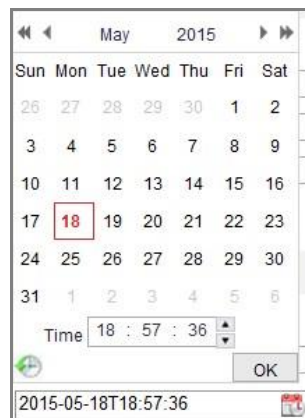 May 2015
Sun Mon Tue Wed Thu Fri Sat
26 27 28 29 30 1 2
3 4 5 6 7 8 9
10 11 12 13 14 15 16
17 18 19 20 21 22 23
24 25 26 27 28 29 30
31 1 2 3 4 5 6
Time 18 : 57 : 36
OK
2015-05-18T18:57:36